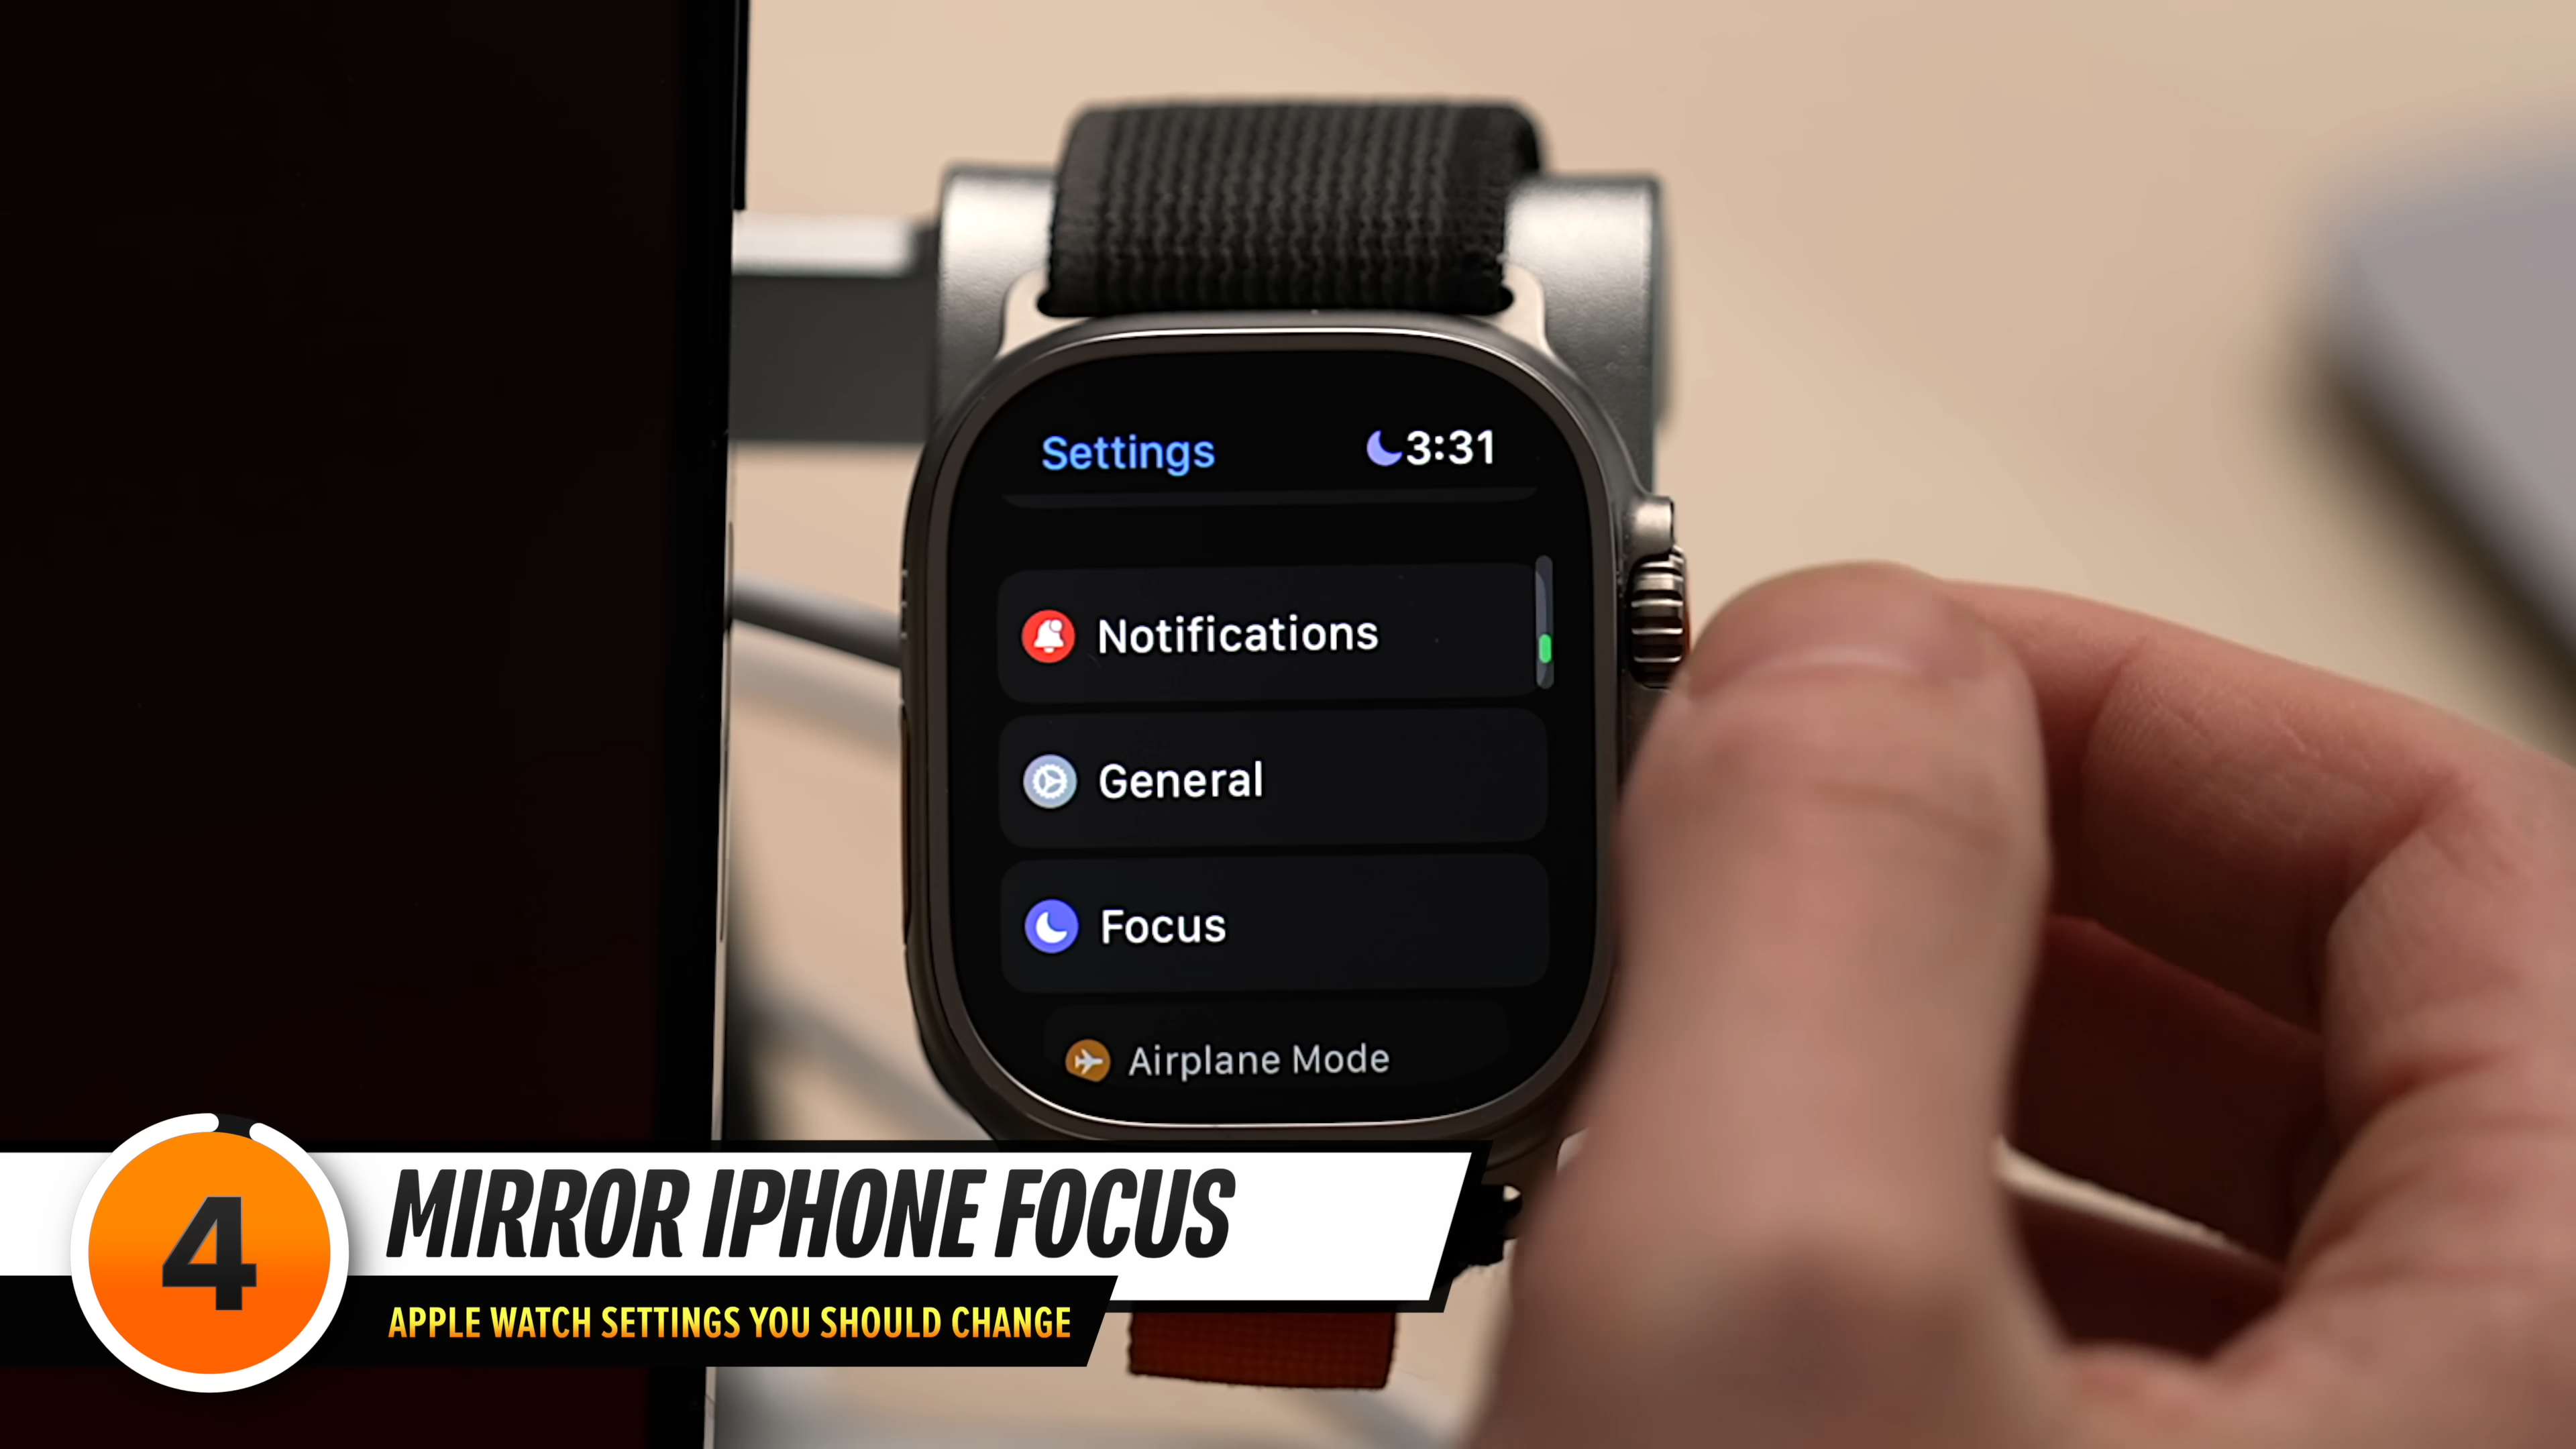 Settings 3:31
Notifications
General
Focus
Airplane Mode
4
MIRROR IPHONE FOCUS
APPLE WATCH SETTINGS YOU SHOULD CHANGE